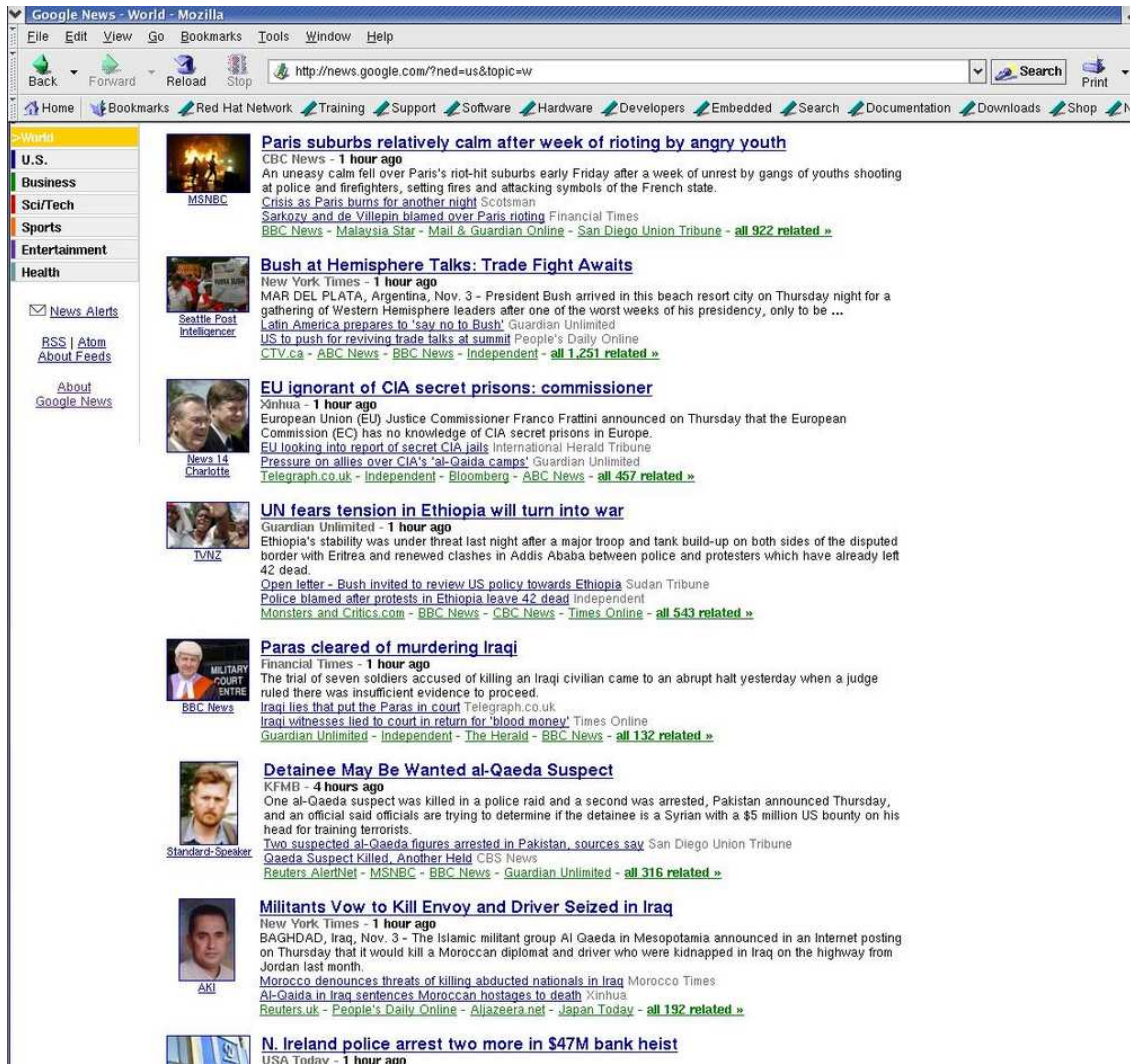 Google News - World - Mozilla
File Edit View Go Bookmarks Tools Window Help
Back Forward Reload Stop http://news.google.com/?ned=us&topic=w Search Print
Home Bookmarks Red Hat Network Training Support Software Hardware Developers Embedded Search Documentation Downloads Shop N
>World
U.S.
Business
Sci/Tech
Sports
Entertainment
Health
News Alerts
RSS | Atom
About Feeds
About
Google News
MSNBC
Paris suburbs relatively calm after week of rioting by angry youth
CBC News - 1 hour ago
An uneasy calm fell over Paris's riot-hit suburbs early Friday after a week of unrest by gangs of youths shooting
at police and firefighters, setting fires and attacking symbols of the French state.
Crisis as Paris burns for another night Scotsman
Sarkozy and de Villepin blamed over Paris rioting Financial Times
BBC News - Malaysia Star - Mail & Guardian Online - San Diego Union Tribune - all 922 related »
Seattle Post
Intelligencer
Bush at Hemisphere Talks: Trade Fight Awaits
New York Times - 1 hour ago
MAR DEL PLATA, Argentina, Nov. 3 - President Bush arrived in this beach resort city on Thursday night for a
gathering of Western Hemisphere leaders after one of the worst weeks of his presidency, only to be ...
Latin America prepares to 'say no to Bush' Guardian Unlimited
US to push for reviving trade talks at summit People's Daily Online
CTV.ca - ABC News - BBC News - Independent - all 1,251 related »
News 14
Charlotte
EU ignorant of CIA secret prisons: commissioner
Xinhua - 1 hour ago
European Union (EU) Justice Commissioner Franco Frattini announced on Thursday that the European
Commission (EC) has no knowledge of CIA secret prisons in Europe.
EU looking into report of secret CIA jails International Herald Tribune
Pressure on allies over CIA's 'al-Qaida camps' Guardian Unlimited
Telegraph.co.uk - Independent - Bloomberg - ABC News - all 457 related »
TVNZ
UN fears tension in Ethiopia will turn into war
Guardian Unlimited - 1 hour ago
Ethiopia's stability was under threat last night after a major troop and tank build-up on both sides of the disputed
border with Eritrea and renewed clashes in Addis Ababa between police and protesters which have already left
42 dead.
Open letter - Bush invited to review US policy towards Ethiopia Sudan Tribune
Police blamed after protests in Ethiopia leave 42 dead Independent
Monsters and Critics.com - BBC News - CBC News - Times Online - all 543 related »
MILITARY
COURT
ENTRE
BBC News
Paras cleared of murdering Iraqi
Financial Times - 1 hour ago
The trial of seven soldiers accused of killing an Iraqi civilian came to an abrupt halt yesterday when a judge
ruled there was insufficient evidence to proceed.
Iraqi lies that put the Paras in court Telegraph.co.uk
Iraqi witnesses lied to court in return for 'blood money' Times Online
Guardian Unlimited - Independent - The Herald - BBC News - all 132 related »
Standard-Speaker
Detainee May Be Wanted al-Qaeda Suspect
KFMB - 4 hours ago
One al-Qaeda suspect was killed in a police raid and a second was arrested, Pakistan announced Thursday,
and an official said officials are trying to determine if the detainee is a Syrian with a $5 million US bounty on his
head for training terrorists.
Two suspected al-Qaeda figures arrested in Pakistan, sources say San Diego Union Tribune
Qaeda Suspect Killed, Another Held CBS News
Reuters AlertNet - MSNBC - BBC News - Guardian Unlimited - all 316 related »
AKI
Militants Vow to Kill Envoy and Driver Seized in Iraq
New York Times - 1 hour ago
BAGHDAD, Iraq, Nov. 3 - The Islamic militant group Al Qaeda in Mesopotamia announced in an Internet posting
on Thursday that it would kill a Moroccan diplomat and driver who were kidnapped in Iraq on the highway from
Jordan last month.
Morocco denounces threats of killing abducted nationals in Iraq Morocco Times
Al-Qaida in Iraq sentences Moroccan hostages to death Xinhua
Reuters.uk - People's Daily Online - Aljazeera.net - Japan Today - all 192 related »
N. Ireland police arrest two more in $47M bank heist
USA Today - 1 hour ago